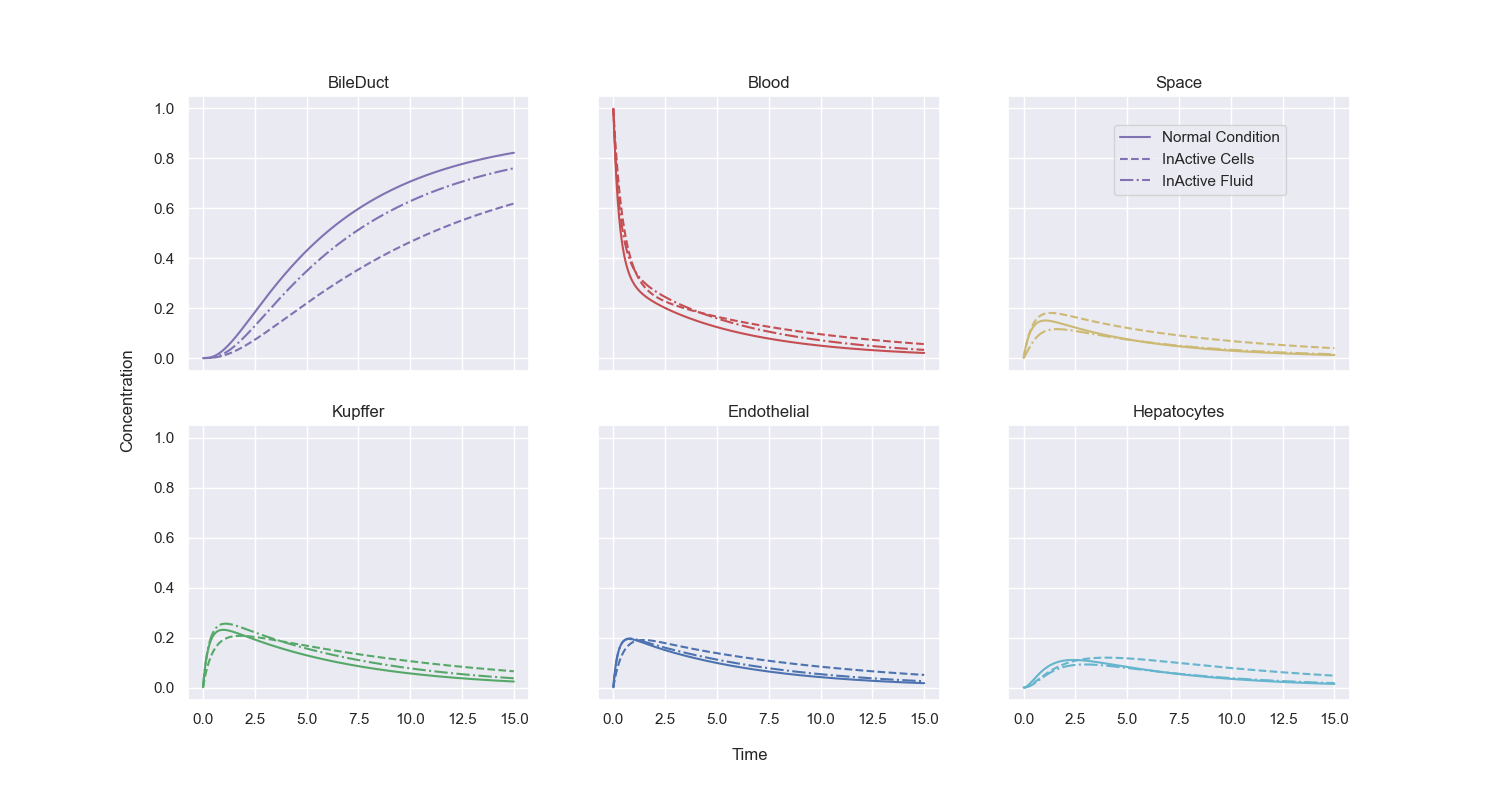 BileDuct
Blood
Space
1.0
0.8
0.6
0.4
0.2
0.0
Normal Condition
InActive Cells
InActive Fluid
Concentration
Kupffer
Endothelial
Hepatocytes
1.0
0.8
0.6
0.4
0.2
0.0
0.0 2.5 5.0 7.5 10.0 12.5 15.0
0.0 2.5 5.0 7.5 10.0 12.5 15.0
0.0 2.5 5.0 7.5 10.0 12.5 15.0
Time